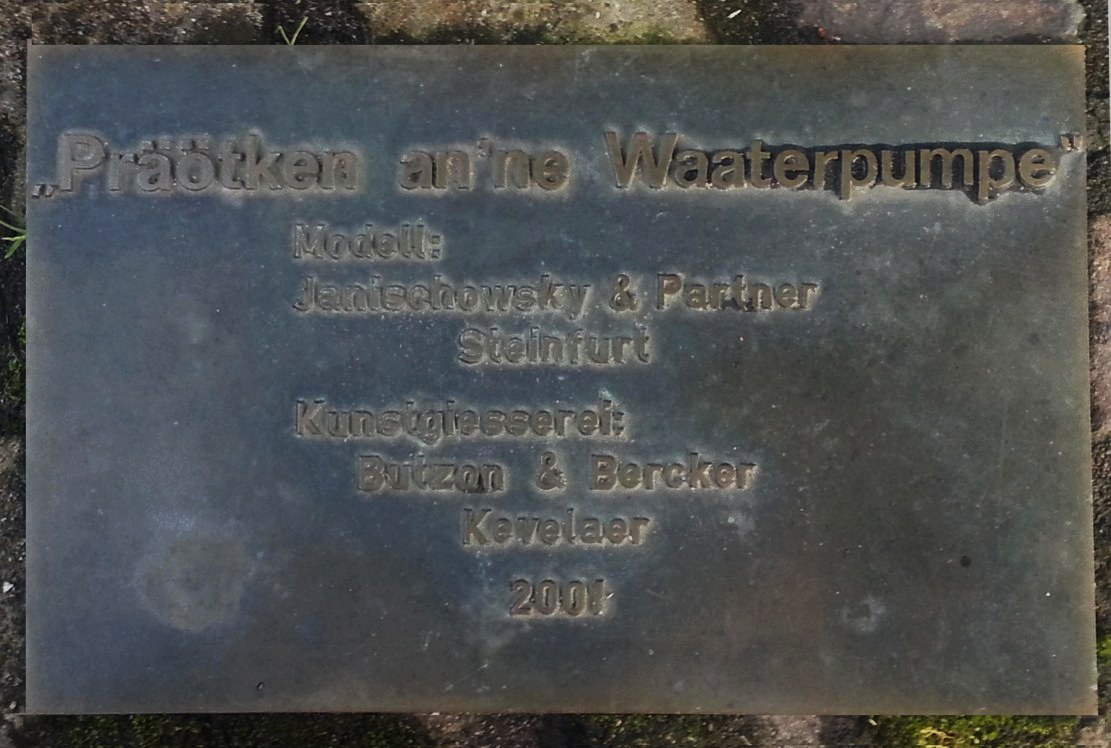 „Präötken an'ne Waaterpumpe"
Modell:
Janischowsky & Partner
Steinfurt
Kunstgiesserei:
Butzon & Bercker
Kevelaer
2001